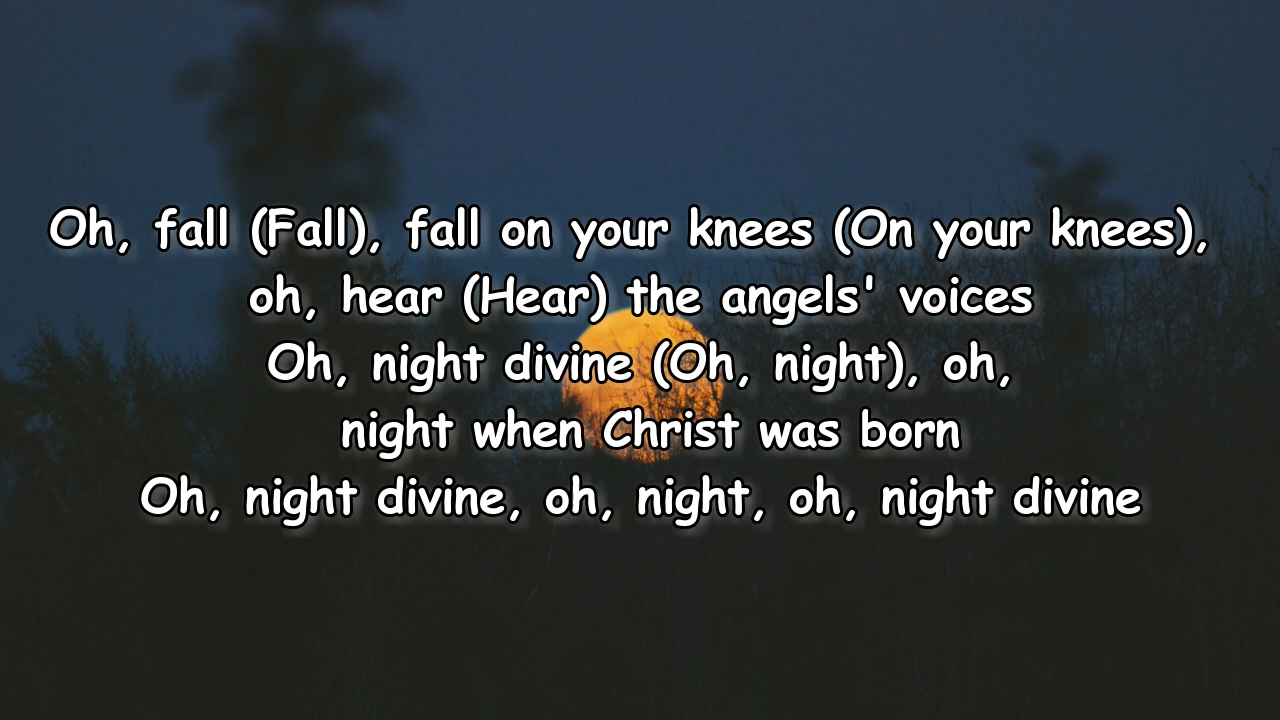 Oh, fall (Fall), fall on your knees (On your knees),
oh, hear (Hear) the angels' voices
Oh, night divine (Oh, night), oh,
night when Christ was born
Oh, night divine, oh, night, oh, night divine